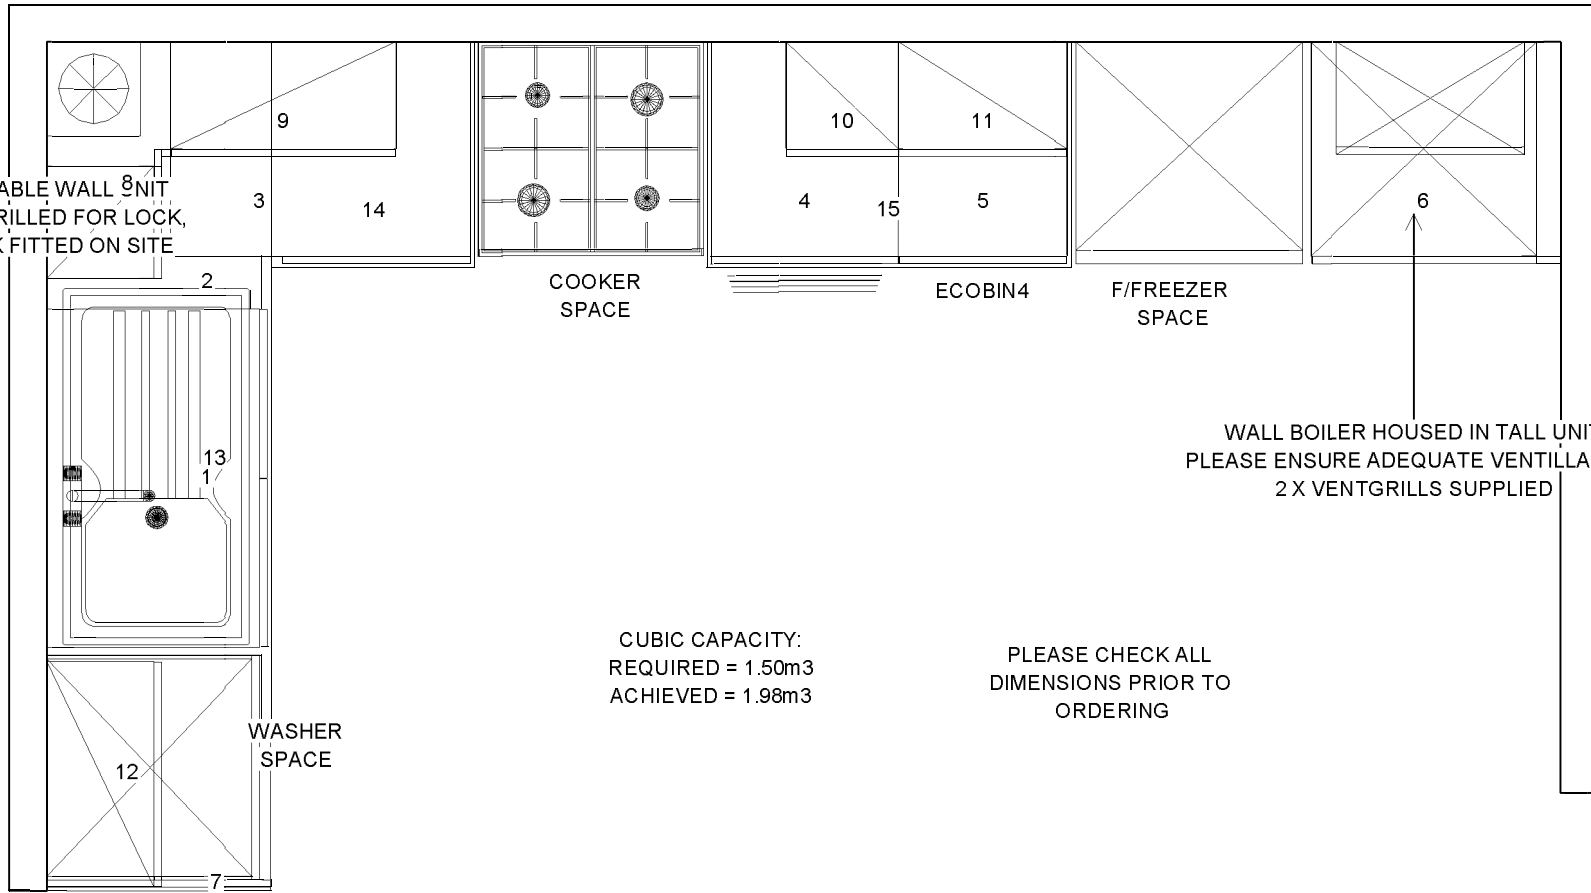 9
10
11
8
ABLE WALL UNIT
RILLED FOR LOCK,
K FITTED ON SITE
3
14
4
15
5
6
2
COOKER
SPACE
ECOBIN4
F/FREEZER
SPACE
13
1
WALL BOILER HOUSED IN TALL UNIT
PLEASE ENSURE ADEQUATE VENTILLA
2 X VENTGRILLS SUPPLIED
CUBIC CAPACITY:
REQUIRED = 1.50m3
ACHIEVED = 1.98m3
PLEASE CHECK ALL
DIMENSIONS PRIOR TO
ORDERING
WASHER
SPACE
12
7